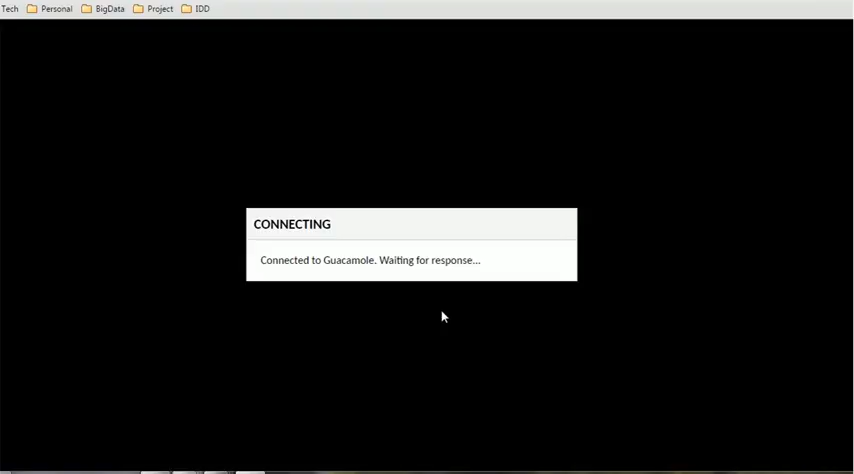 Tech Personal BigData Project IDD
CONNECTING
Connected to Guacamole. Waiting for response...